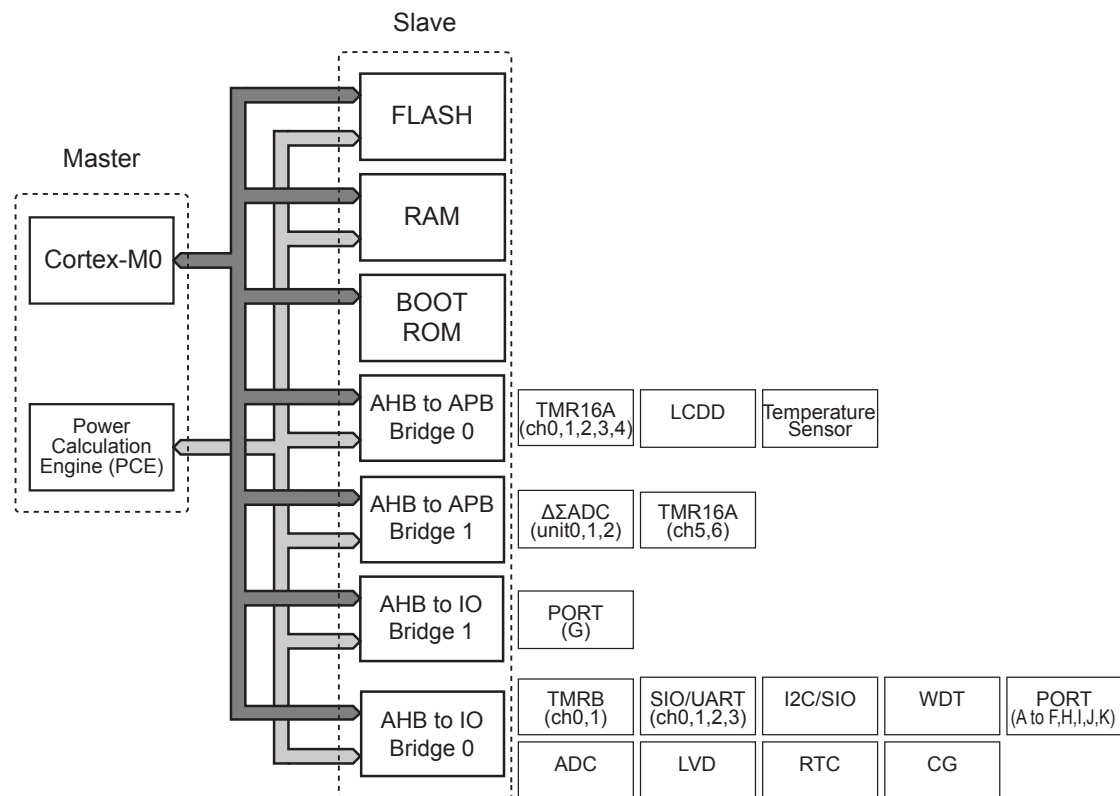 Slave
FLASH
Master
RAM
Cortex-M0
BOOT
ROM
AHB to APB
Bridge 0
TMR16A
(ch0,1,2,3,4)
LCDD
Temperature
Sensor
Power
Calculation
Engine (PCE)
AHB to APB
Bridge 1
ΔΣADC
(unit0,1,2)
TMR16A
(ch5,6)
AHB to IO
Bridge 1
PORT
(G)
AHB to IO
Bridge 0
TMRB
(ch0,1)
SIO/UART
(ch0,1,2,3)
I2C/SIO
WDT
PORT
(A to F,H,I,J,K)
ADC
LVD
RTC
CG